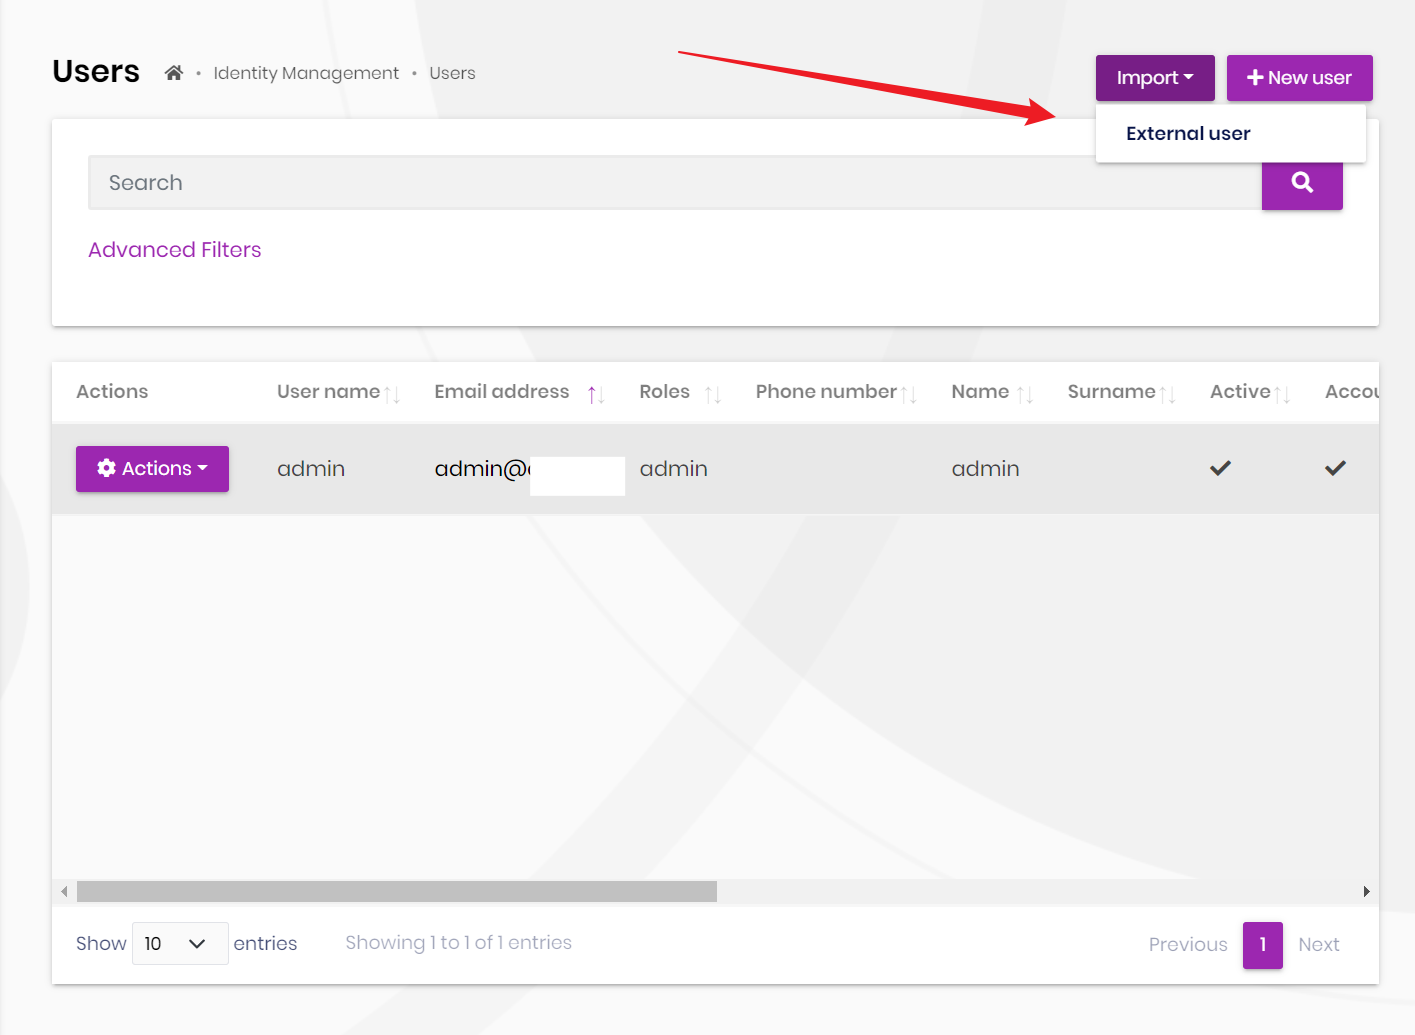 Users • Identity Management • Users
Import
New user
External user
Search
Advanced Filters
Actions User name Email address Roles Phone number Name Surname Active Accou
Actions admin admin@ admin admin
Show 10 entries Showing 1 to 1 of 1 entries Previous 1 Next